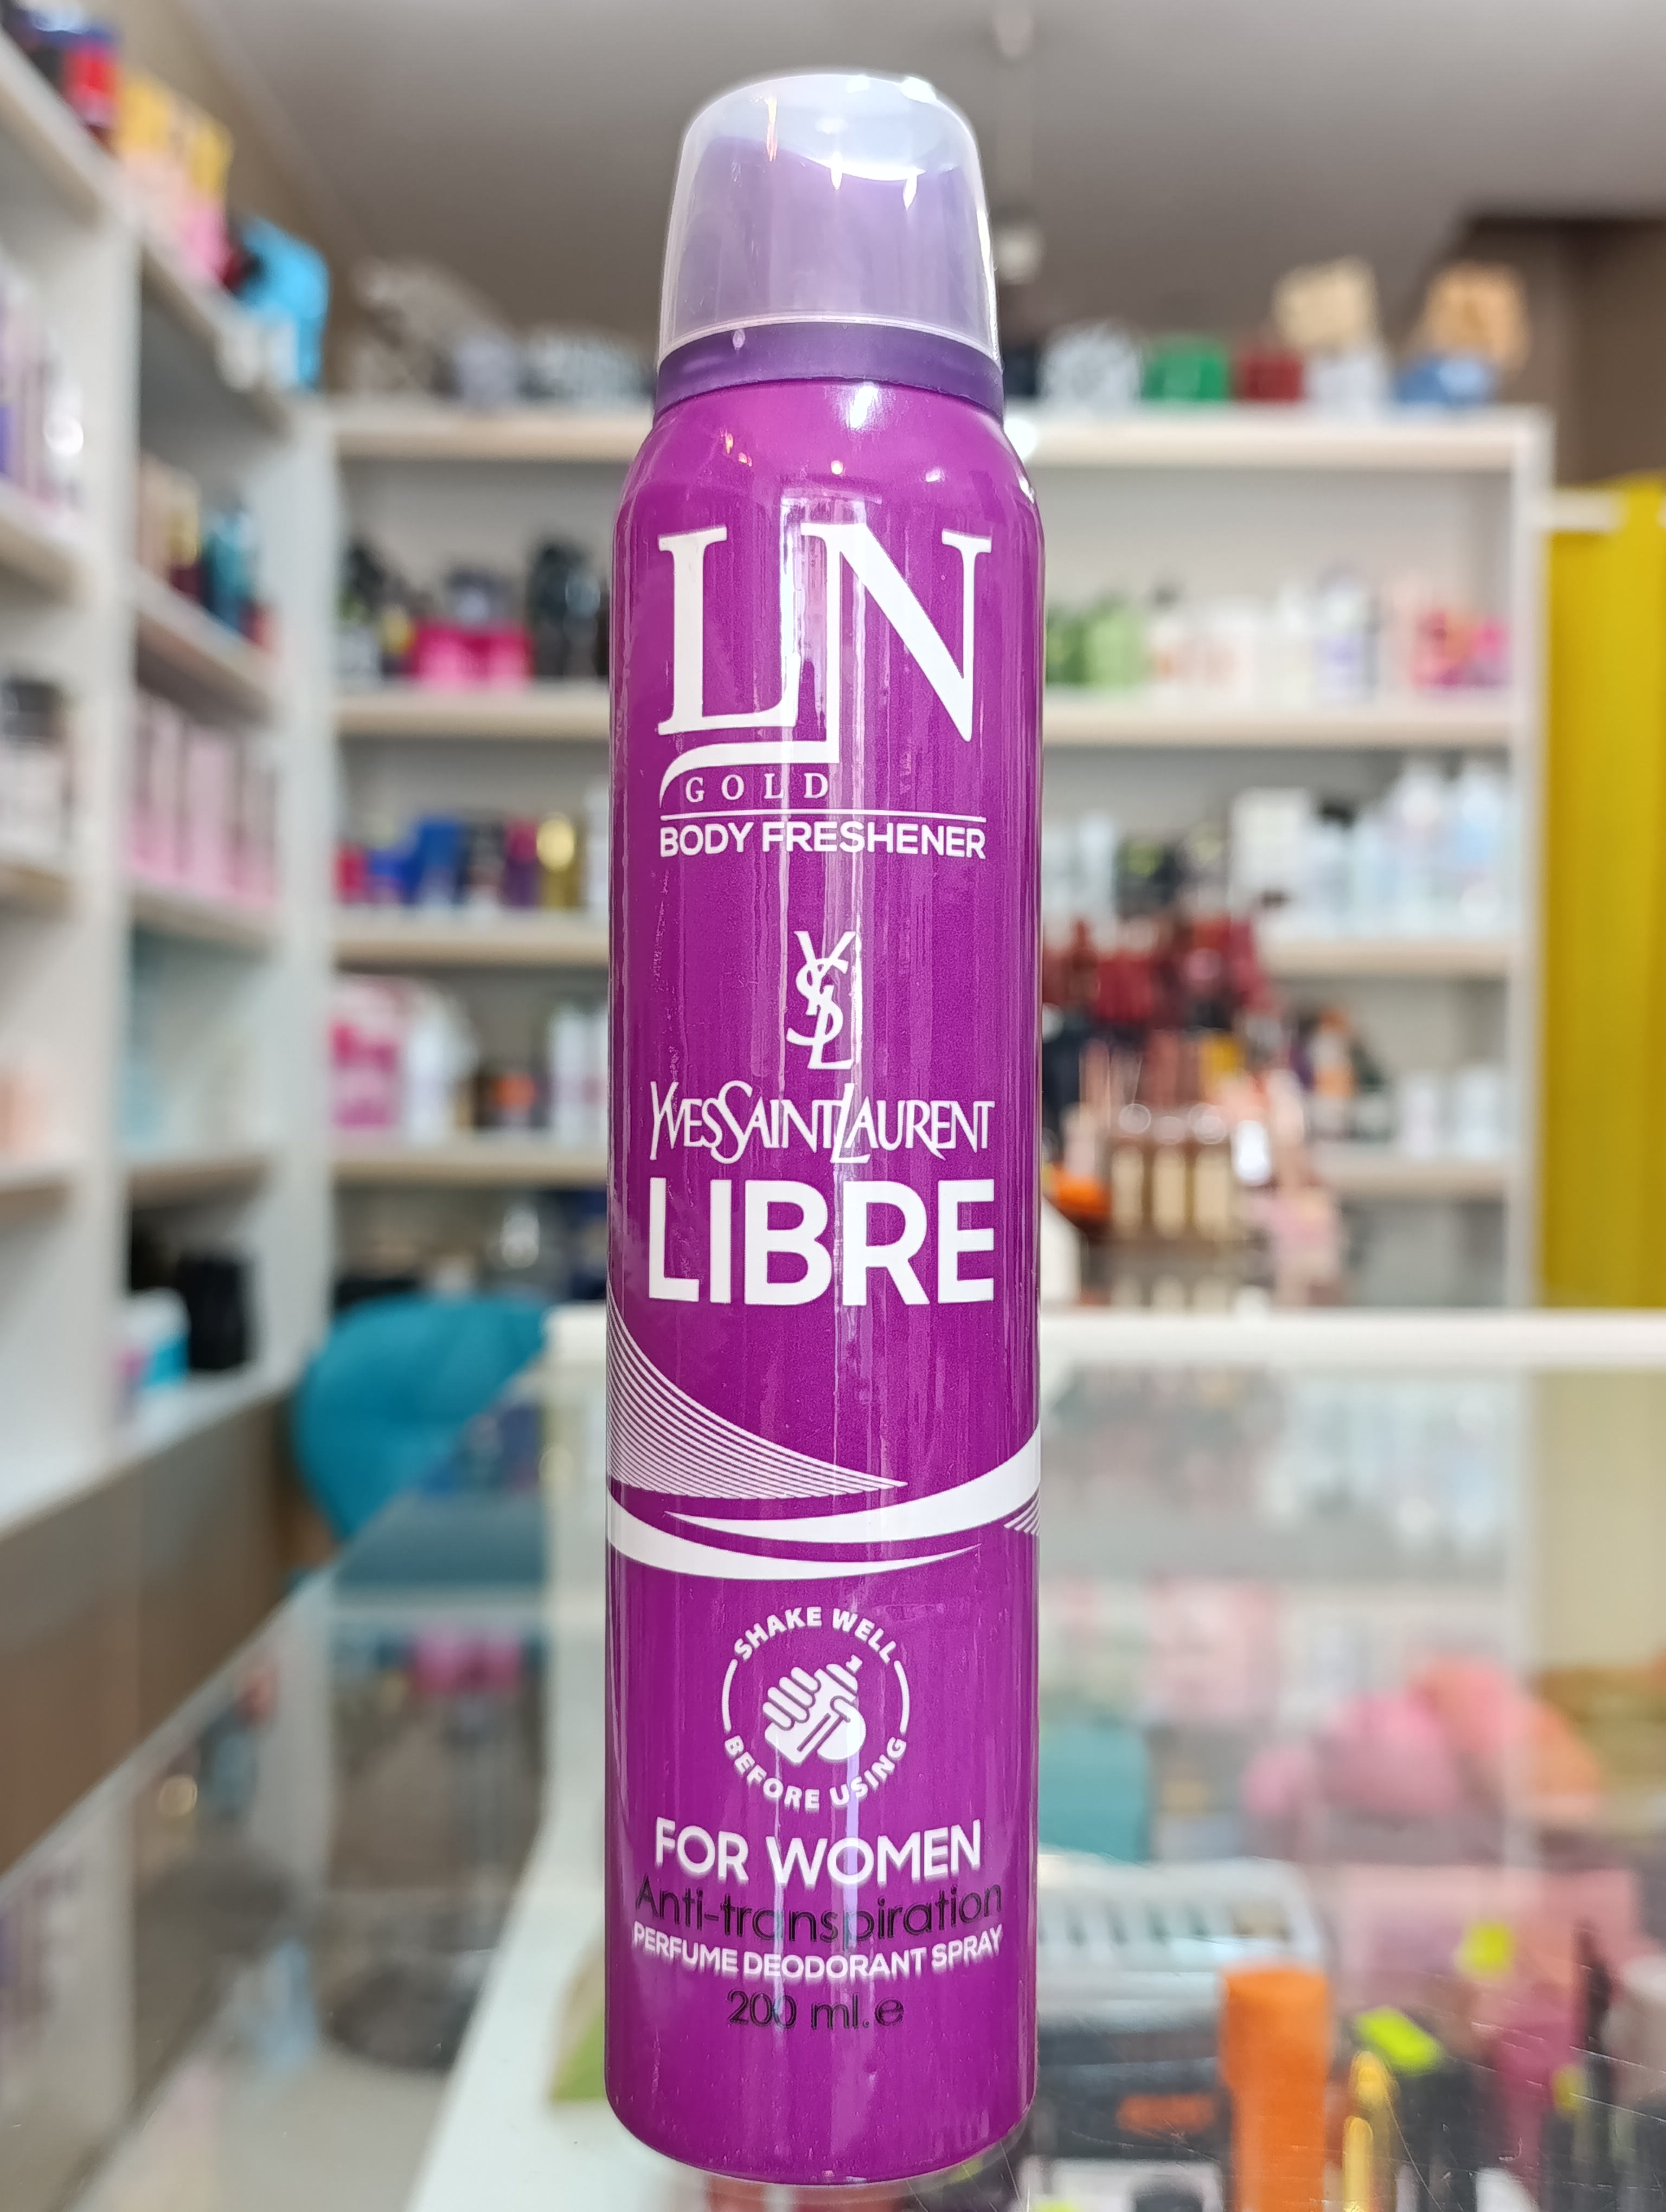 LN
GOLD
BODY FRESHENER
YSL
YVESSAINTLAURENT
LIBRE
SHAKE WELL
BEFORE USING
FOR WOMEN
Anti-transpiration
PERFUME DEODORANT SPRAY
200 ml.e